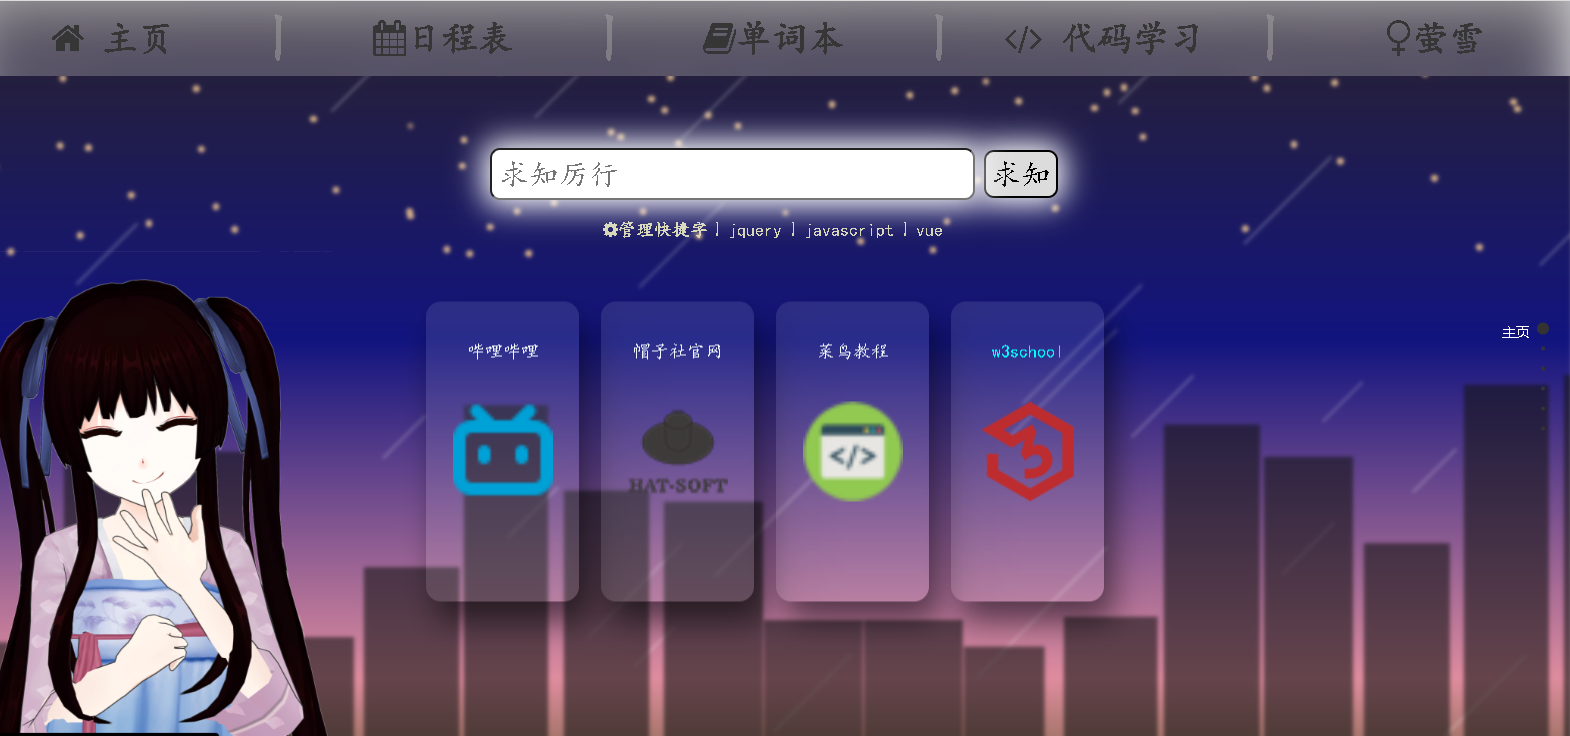 主页 日程表 单词本 </> 代码学习 萤雪
求知厉行 求知
管理快捷字 | jquery | javascript | vue
主页
哔哩哔哩 帽子社官网 菜鸟教程 w3school
</>
HAT-SOFT